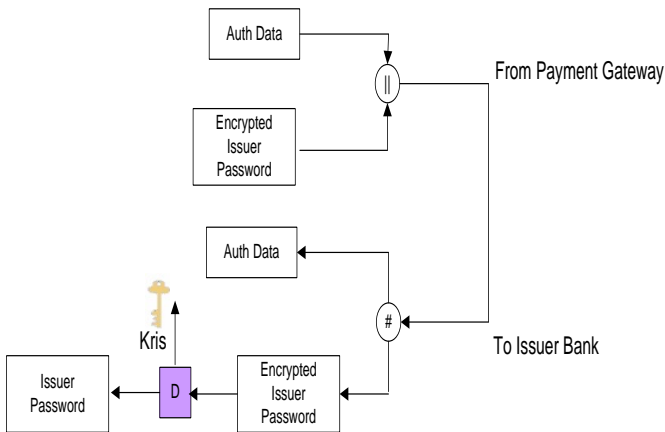 Auth Data
||
From Payment Gateway
Encrypted
Issuer
Password
Auth Data
#
To Issuer Bank
Kris
Issuer
Password
D
Encrypted
Issuer
Password